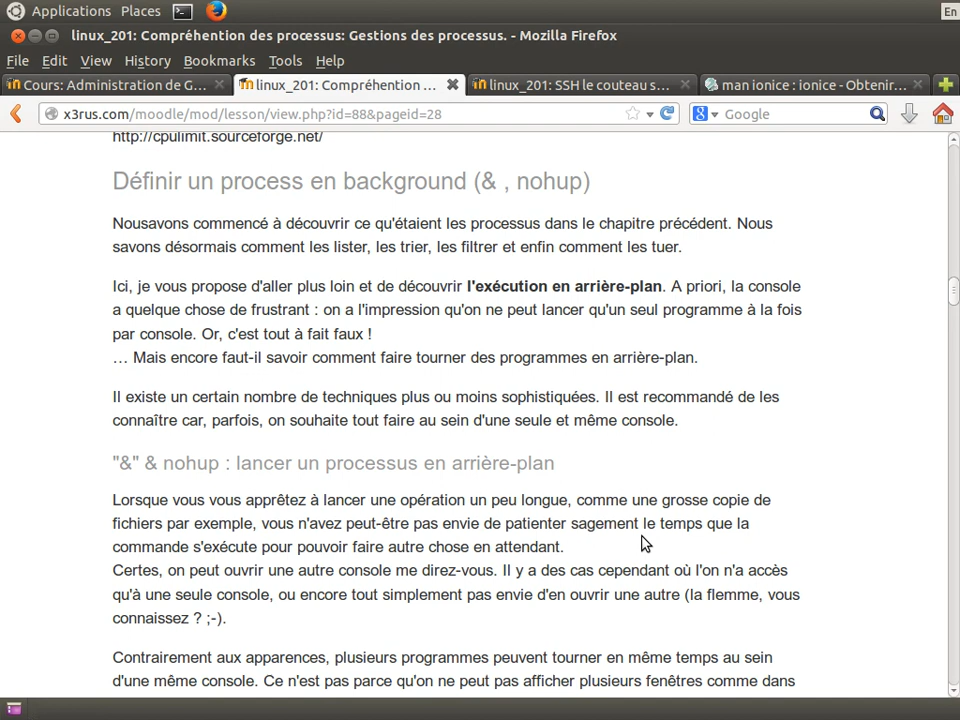 Applications Places
En
linux_201: Compréhention des processus: Gestions des processus. - Mozilla Firefox
File Edit View History Bookmarks Tools Help
Cours: Administration de G... linux_201: Compréhention ... linux_201: SSH le couteau s... man ionice : ionice - Obtenir...
x3rus.com/moodle/mod/lesson/view.php?id=88&pageid=28 Google
http://cpulimit.sourceforge.net/
Définir un process en background (& , nohup)
Nousavons commencé à découvrir ce qu'étaient les processus dans le chapitre précédent. Nous
savons désormais comment les lister, les trier, les filtrer et enfin comment les tuer.
Ici, je vous propose d'aller plus loin et de découvrir l'exécution en arrière-plan. A priori, la console
a quelque chose de frustrant : on a l'impression qu'on ne peut lancer qu'un seul programme à la fois
par console. Or, c'est tout à fait faux !
… Mais encore faut-il savoir comment faire tourner des programmes en arrière-plan.
Il existe un certain nombre de techniques plus ou moins sophistiquées. Il est recommandé de les
connaître car, parfois, on souhaite tout faire au sein d'une seule et même console.
"&" & nohup : lancer un processus en arrière-plan
Lorsque vous vous apprêtez à lancer une opération un peu longue, comme une grosse copie de
fichiers par exemple, vous n'avez peut-être pas envie de patienter sagement le temps que la
commande s'exécute pour pouvoir faire autre chose en attendant.
Certes, on peut ouvrir une autre console me direz-vous. Il y a des cas cependant où l'on n'a accès
qu'à une seule console, ou encore tout simplement pas envie d'en ouvrir une autre (la flemme, vous
connaissez ? ;-).
Contrairement aux apparences, plusieurs programmes peuvent tourner en même temps au sein
d'une même console. Ce n'est pas parce qu'on ne peut pas afficher plusieurs fenêtres comme dans